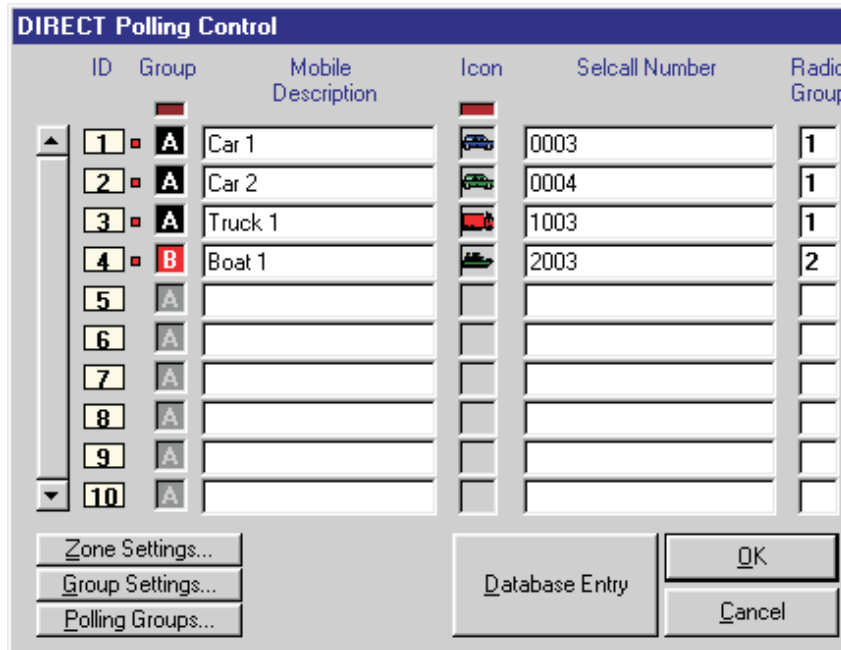 DIRECT Polling Control
ID Group Mobile Description Icon Selcall Number Radio Group
1 A Car 1 0003 1
2 A Car 2 0004 1
3 A Truck 1 1003 1
4 B Boat 1 2003 2
5 A
6 A
7 A
8 A
9 A
10 A
Zone Settings...
Group Settings...
Polling Groups...
Database Entry
OK
Cancel